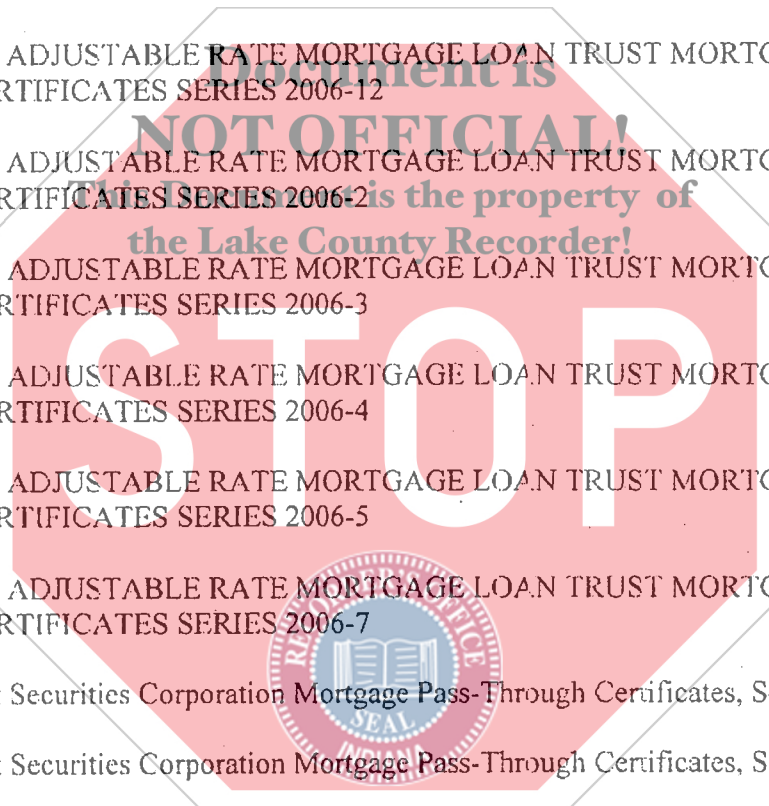 ADJUSTABLE RATE MORTGAGE LOAN TRUST MORTG
RTIFICATES SERIES 2006-12
Document is
NOT OFFICIAL!
ADJUSTABLE RATE MORTGAGE LOAN TRUST MORTG
RTIFICATES SERIES 2006-2
This Document is the property of
the Lake County Recorder!
ADJUSTABLE RATE MORTGAGE LOAN TRUST MORTG
RTIFICATES SERIES 2006-3
STOP
ADJUSTABLE RATE MORTGAGE LOAN TRUST MORTG
RTIFICATES SERIES 2006-4
ADJUSTABLE RATE MORTGAGE LOAN TRUST MORTG
RTIFICATES SERIES 2006-5
ADJUSTABLE RATE MORTGAGE LOAN TRUST MORTG
RTIFICATES SERIES 2006-7
RECORDER'S OFFICE
SEAL
INDIANA
Securities Corporation Mortgage Pass-Through Certificates, S
Securities Corporation Mortgage Pass-Through Certificates, S